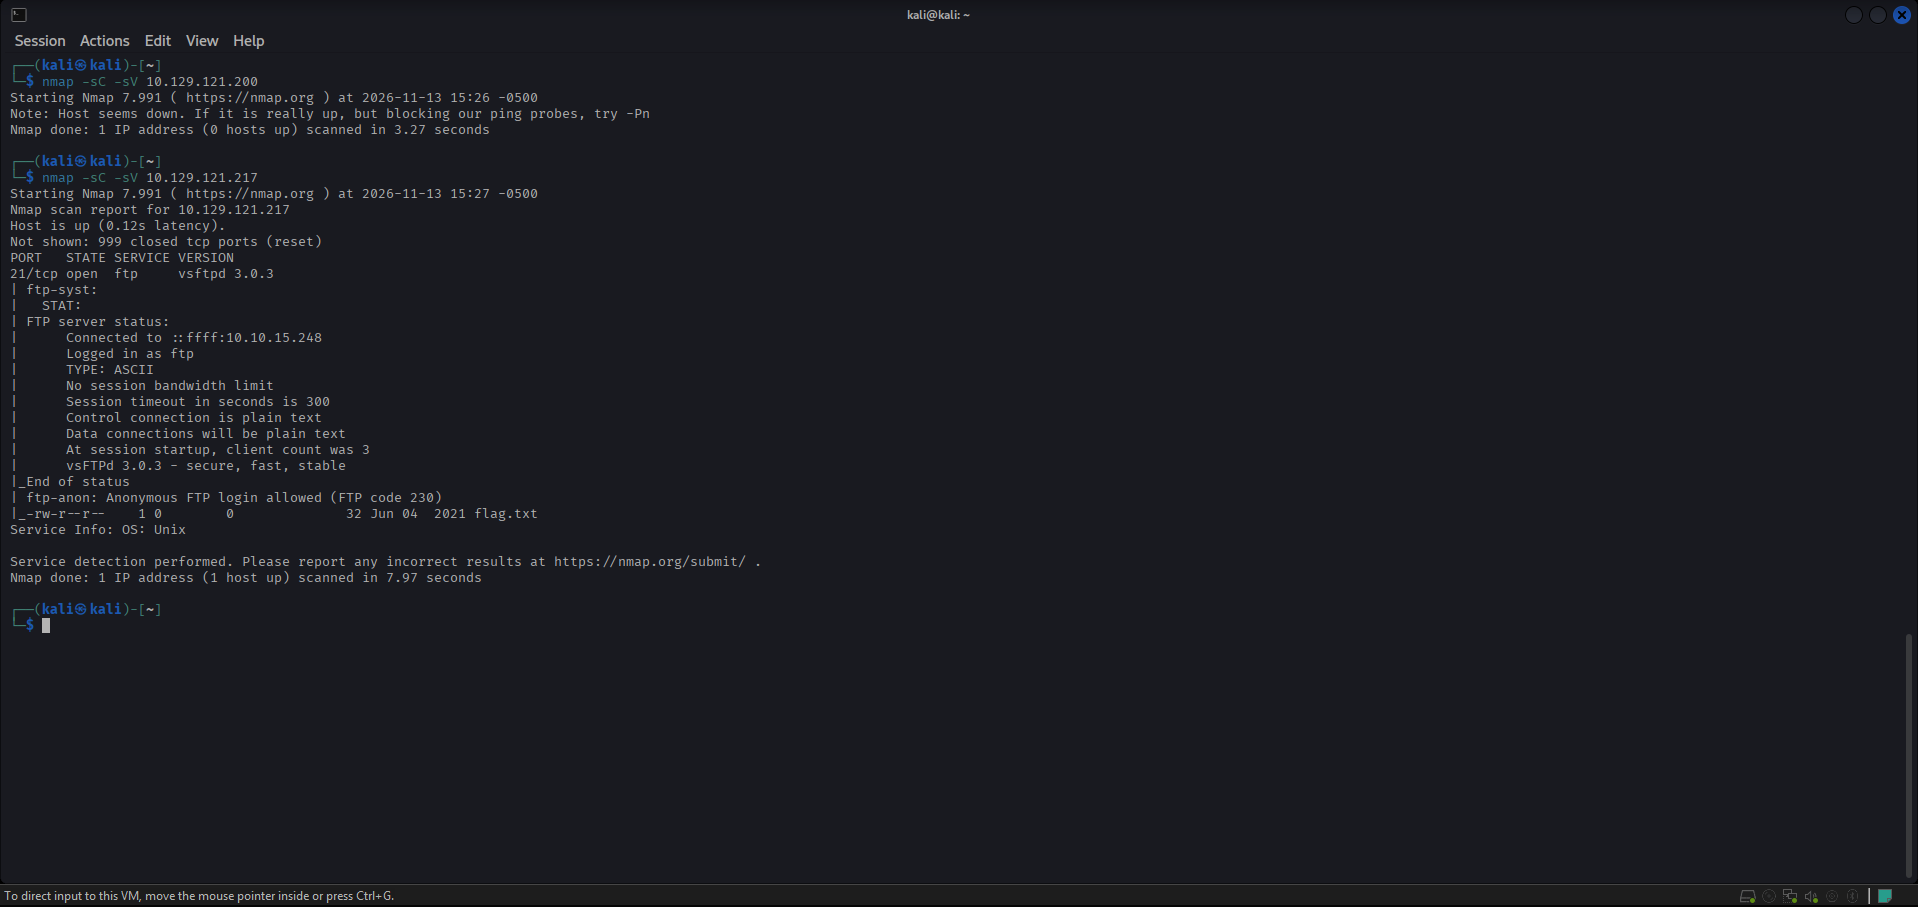 kali@kali: ~
Session Actions Edit View Help
┌──(kali㉿kali)-[~]
└─$ nmap -sC -sV 10.129.121.200
Starting Nmap 7.991 ( https://nmap.org ) at 2026-11-13 15:26 -0500
Note: Host seems down. If it is really up, but blocking our ping probes, try -Pn
Nmap done: 1 IP address (0 hosts up) scanned in 3.27 seconds
┌──(kali㉿kali)-[~]
└─$ nmap -sC -sV 10.129.121.217
Starting Nmap 7.991 ( https://nmap.org ) at 2026-11-13 15:27 -0500
Nmap scan report for 10.129.121.217
Host is up (0.12s latency).
Not shown: 999 closed tcp ports (reset)
PORT   STATE SERVICE VERSION
21/tcp open  ftp     vsftpd 3.0.3
| ftp-syst:
|   STAT:
| FTP server status:
|      Connected to ::ffff:10.10.15.248
|      Logged in as ftp
|      TYPE: ASCII
|      No session bandwidth limit
|      Session timeout in seconds is 300
|      Control connection is plain text
|      Data connections will be plain text
|      At session startup, client count was 3
|      vsFTPd 3.0.3 - secure, fast, stable
|_End of status
| ftp-anon: Anonymous FTP login allowed (FTP code 230)
|_-rw-r--r--    1 0        0              32 Jun 04  2021 flag.txt
Service Info: OS: Unix
Service detection performed. Please report any incorrect results at https://nmap.org/submit/ .
Nmap done: 1 IP address (1 host up) scanned in 7.97 seconds
┌──(kali㉿kali)-[~]
└─$
To direct input to this VM, move the mouse pointer inside or press Ctrl+G.